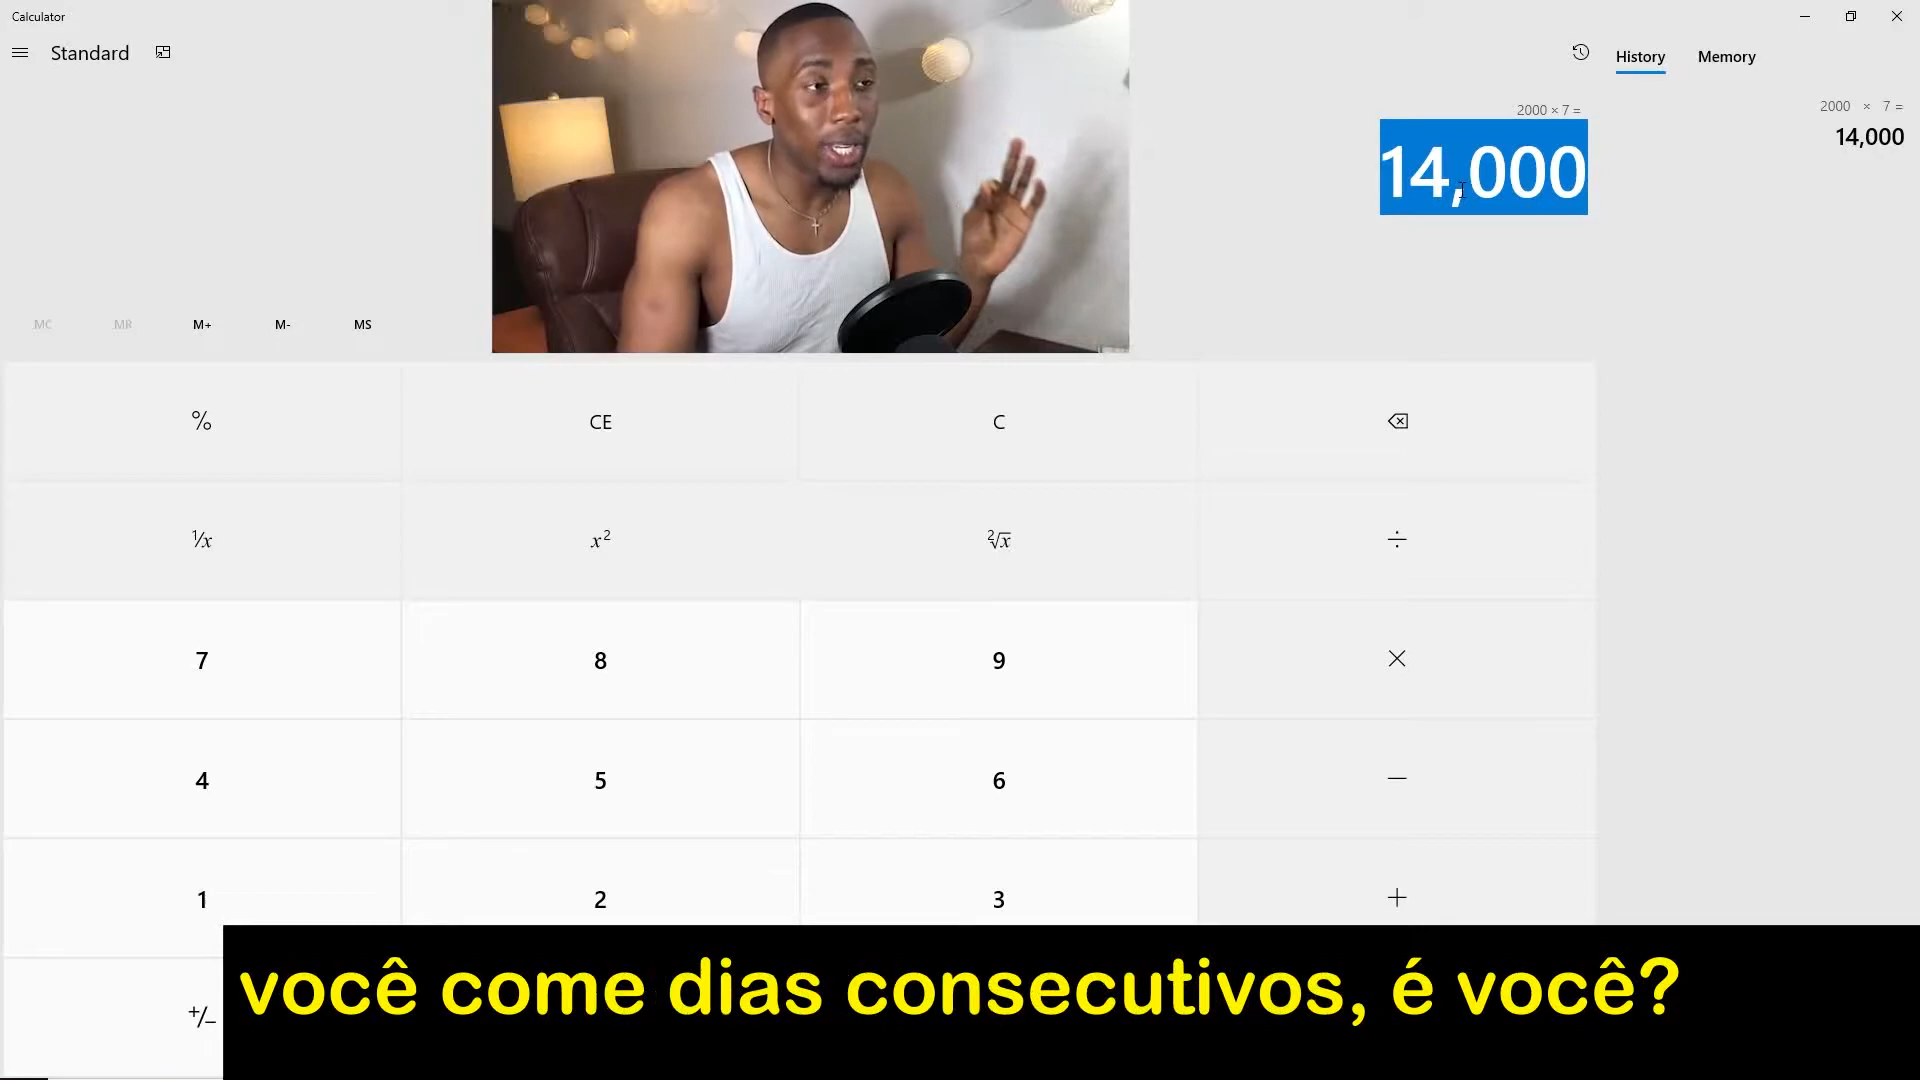 Calculator
Standard
History
Memory
2000 × 7 =
14,000
2000 × 7 =
14,000
MC
MR
M+
M-
MS
%
CE
C
⅟x
x²
²√x
÷
7
8
9
×
4
5
6
−
1
2
3
+
+/−
você come dias consecutivos, é você?